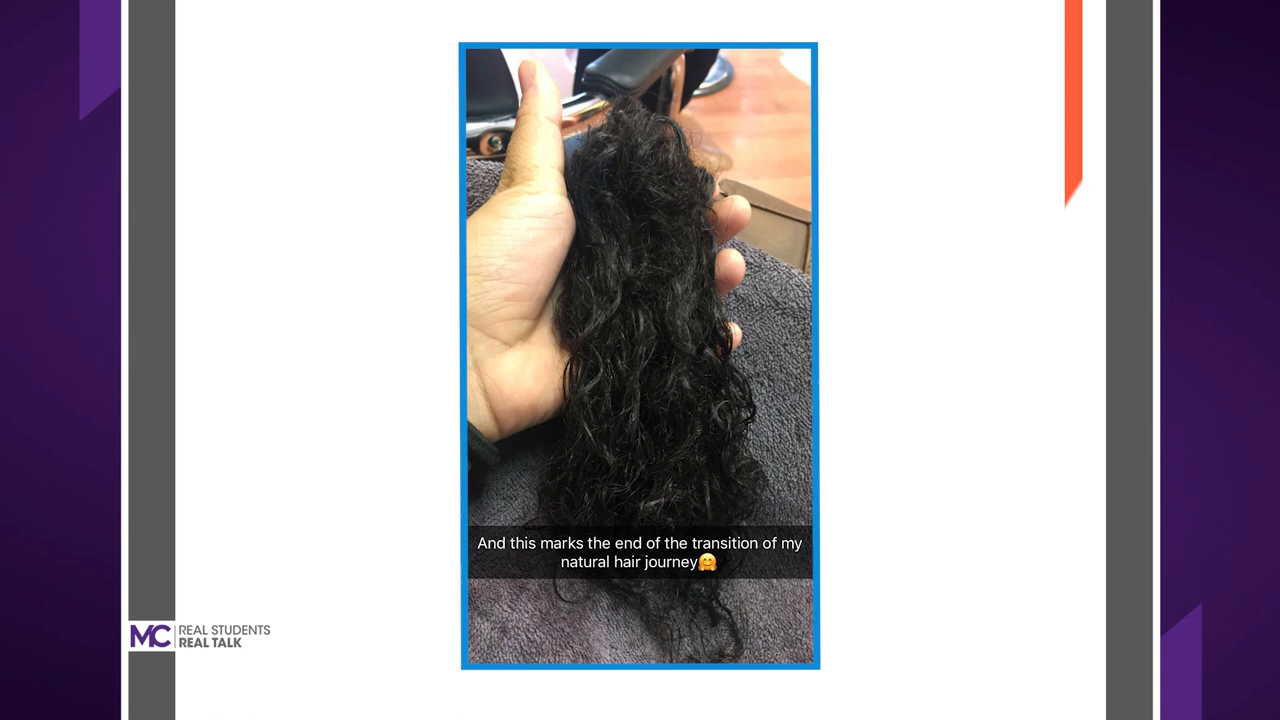 And this marks the end of the transition of my
natural hair journey🤗
MC REAL STUDENTS
REAL TALK